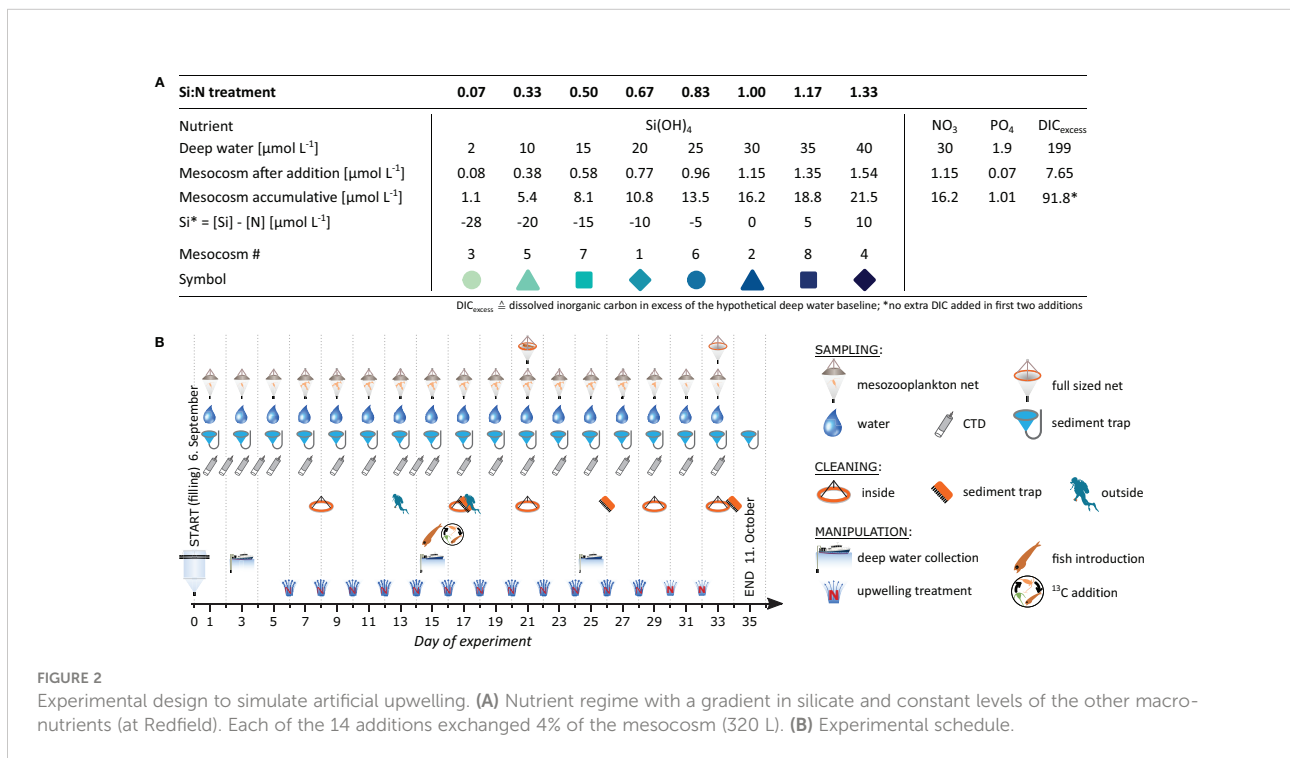 A
Si:N treatment 0.07 0.33 0.50 0.67 0.83 1.00 1.17 1.33
Nutrient Si(OH)₄ NO₃ PO₄ DICₑₓcₑₛₛ
Deep water [µmol L⁻¹] 2 10 15 20 25 30 35 40 30 1.9 199
Mesocosm after addition [µmol L⁻¹] 0.08 0.38 0.58 0.77 0.96 1.15 1.35 1.54 1.15 0.07 7.65
Mesocosm accumulative [µmol L⁻¹] 1.1 5.4 8.1 10.8 13.5 16.2 18.8 21.5 16.2 1.01 91.8*
Si* = [Si] - [N] [µmol L⁻¹] -28 -20 -15 -10 -5 0 5 10
Mesocosm # 3 5 7 1 6 2 8 4
Symbol
DICₑₓcₑₛₛ ≙ dissolved inorganic carbon in excess of the hypothetical deep water baseline; *no extra DIC added in first two additions
B
START (filling) 6. September
END 11. October
N N N N N N N N N N N N N N
0 1 3 5 7 9 11 13 15 17 19 21 23 25 27 29 31 33 35
Day of experiment
SAMPLING:
mesozooplankton net
full sized net
water
CTD
sediment trap
CLEANING:
inside
sediment trap
outside
MANIPULATION:
deep water collection
fish introduction
N
upwelling treatment
¹³C addition
FIGURE 2
Experimental design to simulate artificial upwelling. (A) Nutrient regime with a gradient in silicate and constant levels of the other macro-
nutrients (at Redfield). Each of the 14 additions exchanged 4% of the mesocosm (320 L). (B) Experimental schedule.